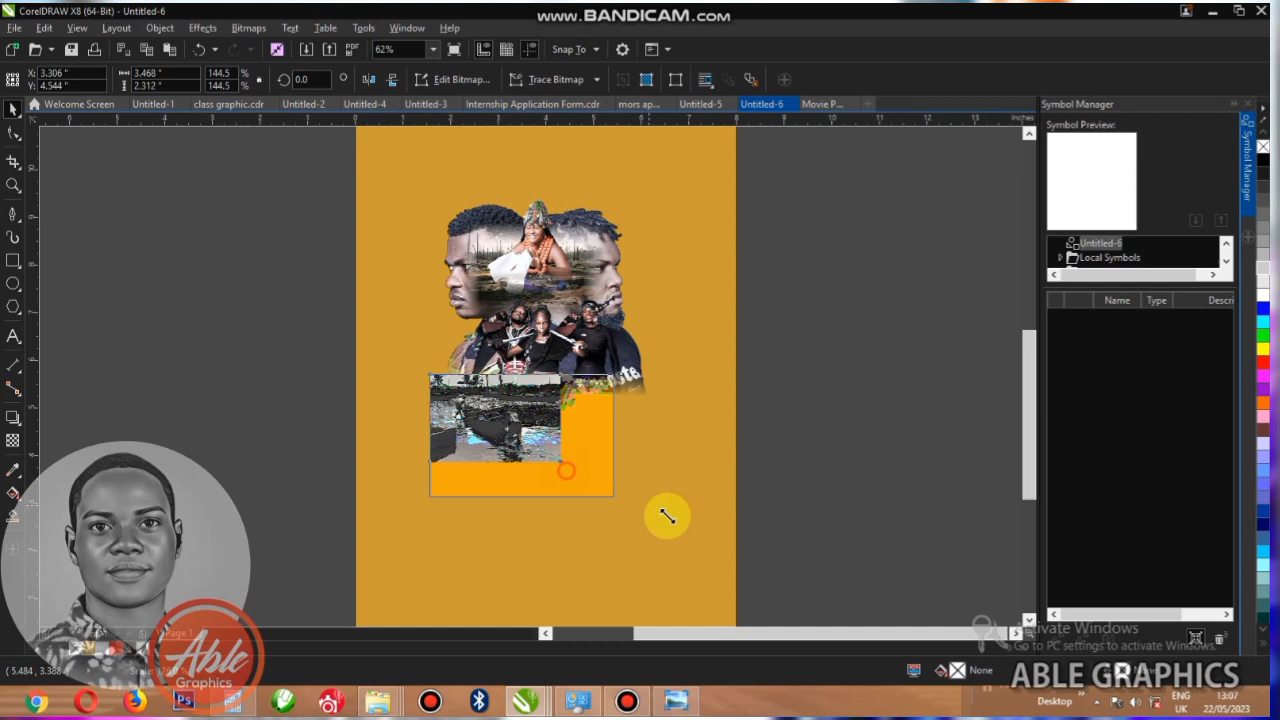 CorelDRAW X8 (64-Bit) - Untitled-6
WWW.BANDICAM.COM
File Edit View Layout Object Effects Bitmaps Text Table Tools Window Help
PDF 62% Snap To
X: 3.306 " 3.468 " 144.5 % 0.0 Edit Bitmap... Trace Bitmap
Y: 4.544 " 2.312 " 144.5 %
Welcome Screen Untitled-1 class graphic.cdr Untitled-2 Untitled-4 Untitled-3 Internship Application Form.cdr mors ap... Untitled-5 Untitled-6 Movie P...
Symbol Manager
inches
Symbol Preview:
Symbol Manager
Untitled-6
Local Symbols
Name Type Descri
Page 1
Able
Graphics
Activate Windows
Go to PC settings to activate Windows.
( 5.484 , 3.388
None
ABLE GRAPHICS
Ps
Desktop
ENG
UK
13:07
22/05/2023